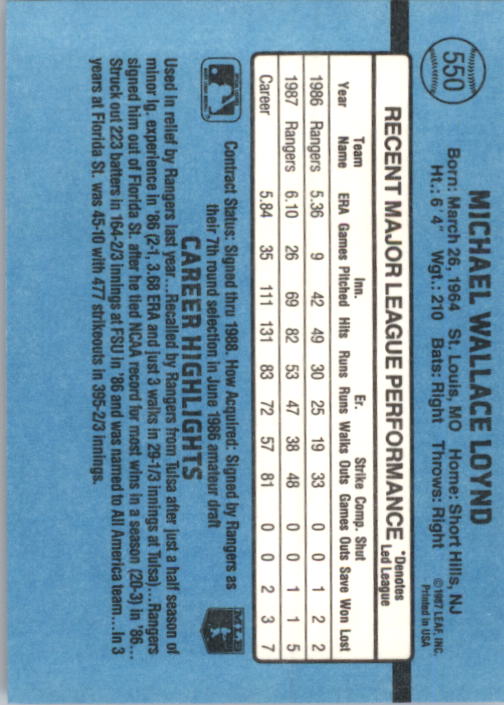 550
MICHAEL WALLACE LOYND
Born: March 26, 1964 St. Louis, MO Home: Short Hills, NJ
Ht.: 6' 4" Wgt.: 210 Bats: Right Throws: Right
©1987 LEAF, INC.
Printed in USA
RECENT MAJOR LEAGUE PERFORMANCE *Denotes
Led League
Team Inn. Er. Strike Comp. Shut
Year Name ERA Games Pitched Hits Runs Runs Walks Outs Games Outs Save Won Lost
1986 Rangers 5.36 9 42 49 30 25 19 33 0 0 1 2 2
1987 Rangers 6.10 26 69 82 53 47 38 48 0 0 1 1 5
Career 5.84 35 111 131 83 72 57 81 0 0 2 3 7
Contract Status: Signed thru 1988. How Acquired: Signed by Rangers as
their 7th round selection in June 1986 amateur draft
MLB
CAREER HIGHLIGHTS
Used in relief by Rangers last year...Recalled by Rangers from Tulsa after just a half season of
minor lg. experience in '86 (2-1, 3.68 ERA and just 3 walks in 29-1/3 innings at Tulsa)...Rangers
signed him out of Florida St. after he tied NCAA record for most wins in a season (20-3) in '86...
Struck out 223 batters in 164-2/3 innings at FSU in '86 and was named to All America team...In 3
years at Florida St. was 45-10 with 477 strikeouts in 395-2/3 innings.